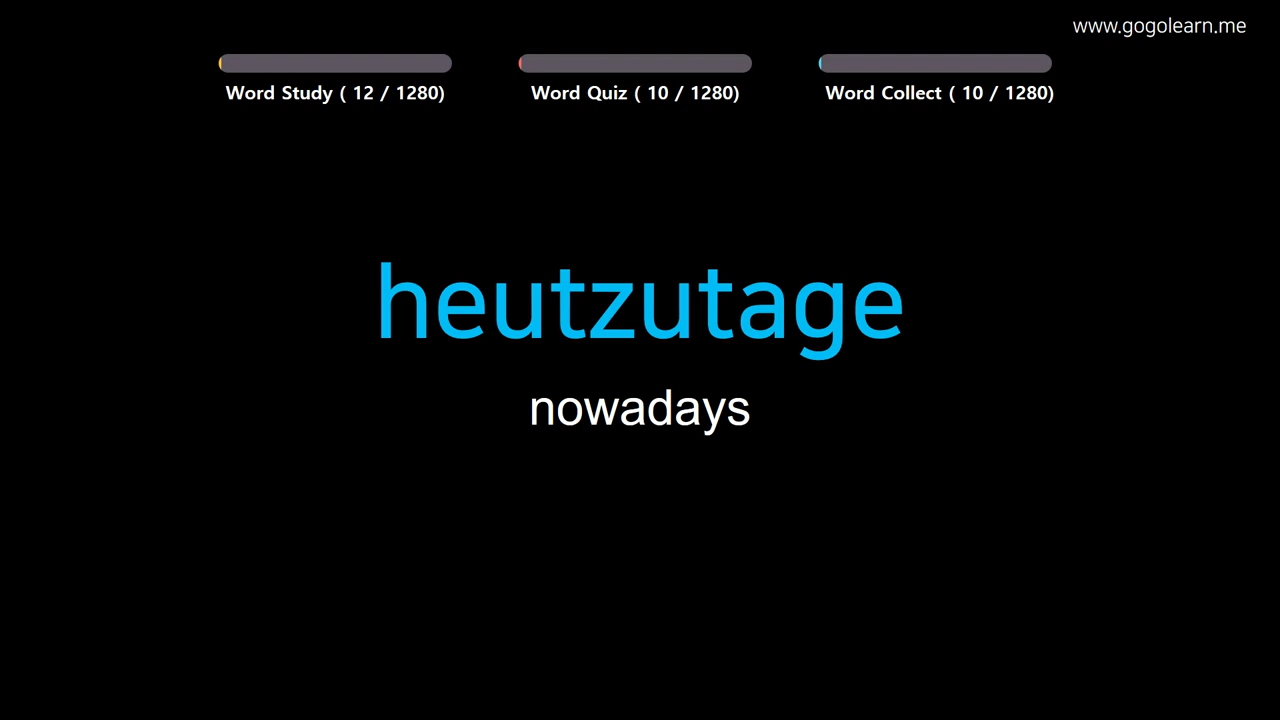 www.gogolearn.me
Word Study ( 12 / 1280)
Word Quiz ( 10 / 1280)
Word Collect ( 10 / 1280)
heutzutage
nowadays